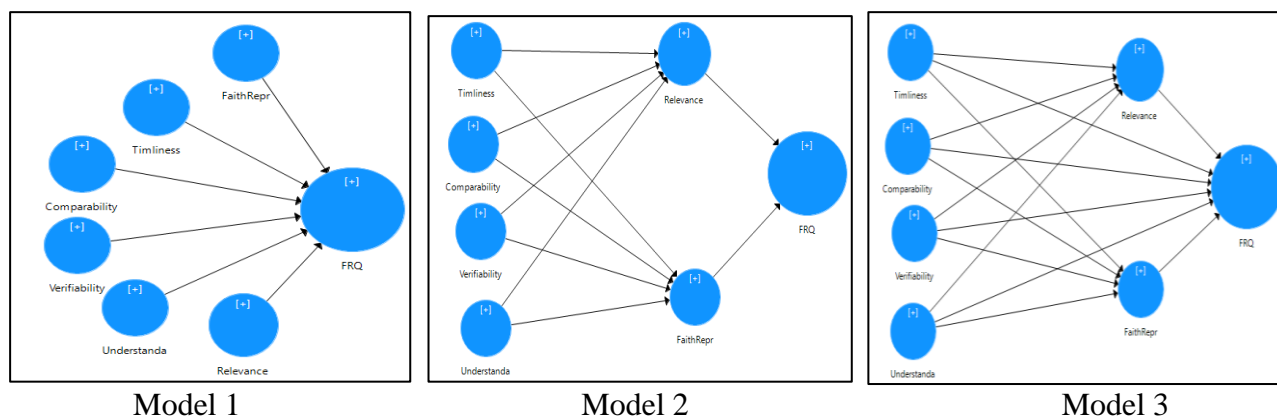 [+]
FaithRepr
[+]
Timliness
[+]
Comparability
[+]
Verifiability
[+]
Understanda
[+]
Relevance
[+]
FRQ
Model 1
[+]
Timliness
[+]
Comparability
[+]
Verifiability
[+]
Understanda
[+]
Relevance
[+]
FaithRepr
[+]
FRQ
Model 2
[+]
Timliness
[+]
Comparability
[+]
Verifiability
[+]
Understanda
[+]
Relevance
[+]
FaithRepr
[+]
FRQ
Model 3